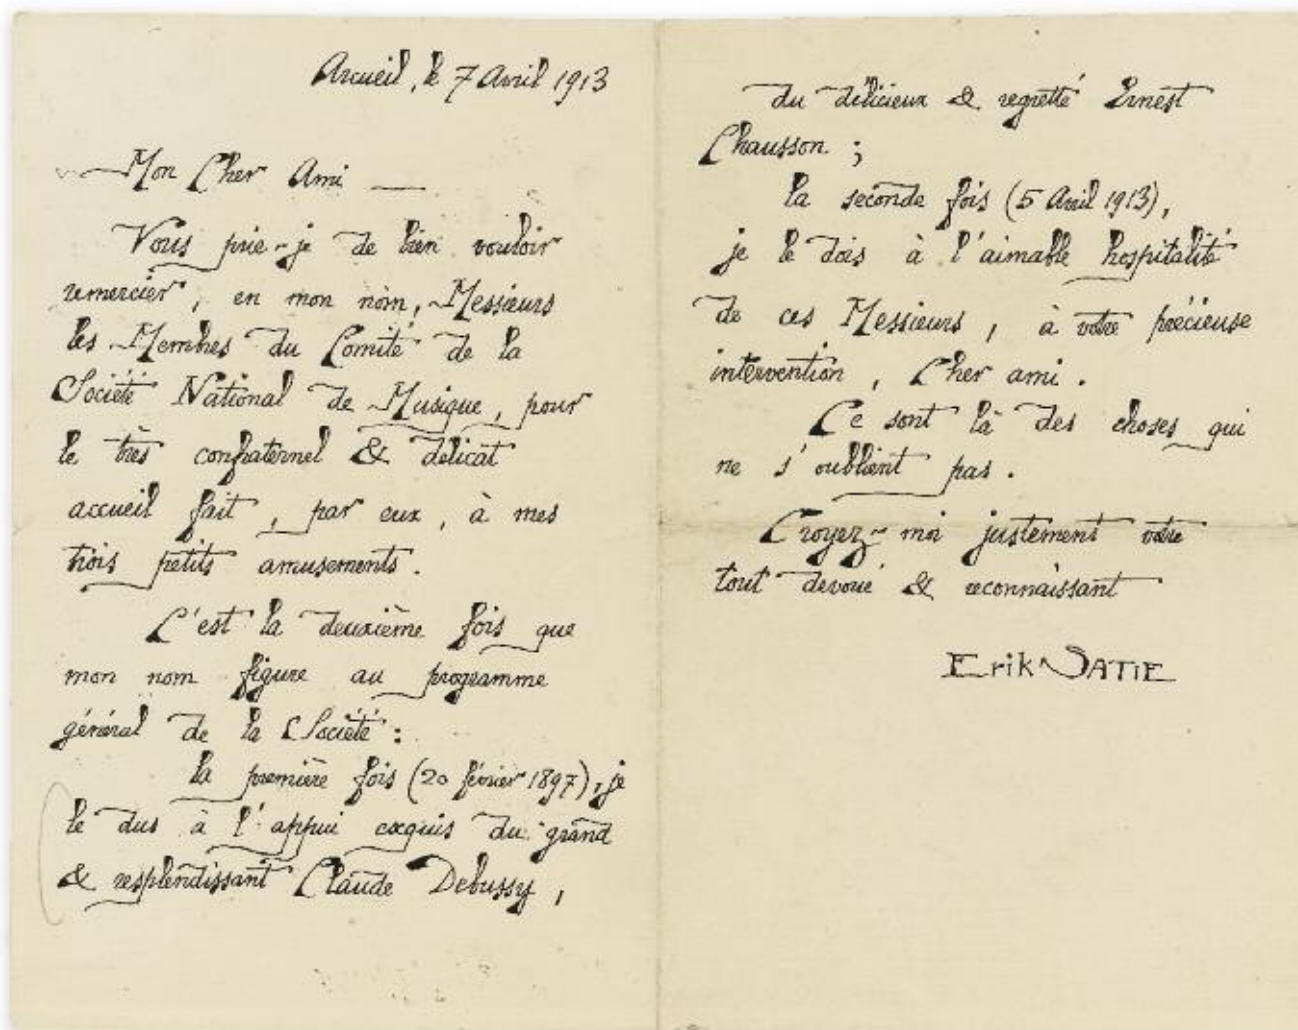 Arcueil, le 7 Avril 1913
Mon Cher Ami —
Vous prie-je de bien vouloir
remercier, en mon nom, Messieurs
les Membres du Comité de la
Société National de Musique, pour
le très confraternel & délicat
accueil fait, par eux, à mes
trois petits amusements.
C'est la deuxième fois que
mon nom figure au programme
général de la Société :
la première fois (20 février 1897), je
le dus à l'appui exquis du grand
& resplendissant Claude Debussy,
du délicieux & regretté Ernest
Chausson ;
la seconde fois (5 Avril 1913),
je le dois à l'aimable hospitalité
de ces Messieurs, à votre précieuse
intervention, Cher ami.
Ce sont là des choses qui
ne s'oublient pas.
Croyez-moi justement votre
tout dévoué & reconnaissant
Erik SATIE